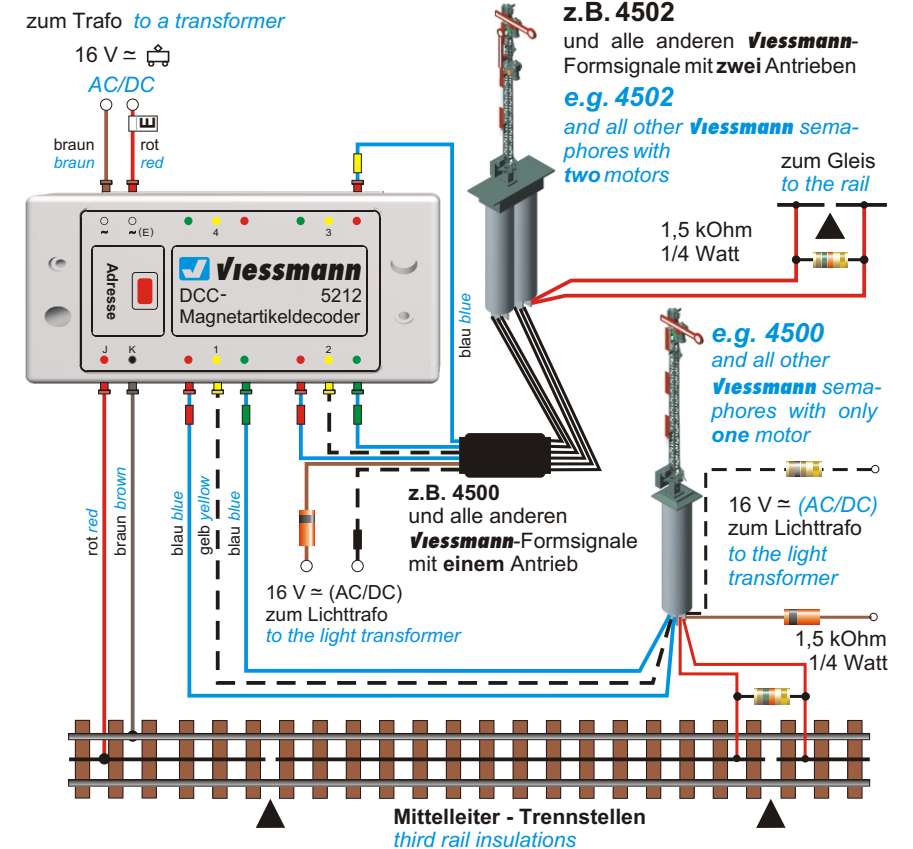 zum Trafo to a transformer
16 V ≃
AC/DC
E
braun
braun
rot
red
z.B. 4502
und alle anderen Viessmann-
Formsignale mit zwei Antrieben
e.g. 4502
and all other Viessmann sema-
phores with
two motors
zum Gleis
to the rail
1,5 kOhm
1/4 Watt
~ ~(E) 4 3
Adresse
Viessmann
DCC- 5212
Magnetartikeldecoder
J K 1 2
blau blue
e.g. 4500
and all other
Viessmann sema-
phores with only
one motor
rot red
braun brown
blau blue
gelb yellow
blau blue
z.B. 4500
und alle anderen
Viessmann-Formsignale
mit einem Antrieb
16 V ≃ (AC/DC)
zum Lichttrafo
to the light transformer
16 V ≃ (AC/DC)
zum Lichttrafo
to the light
transformer
1,5 kOhm
1/4 Watt
Mittelleiter - Trennstellen
third rail insulations